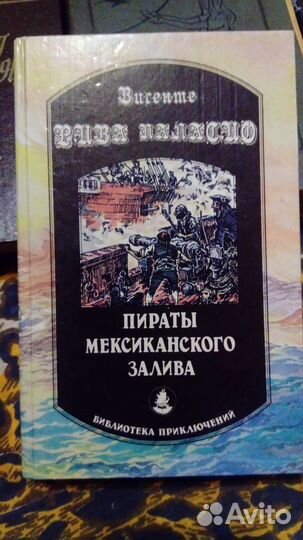 Висенте
РИВА ПАЛАСИО
ПИРАТЫ
МЕКСИКАНСКОГО
ЗАЛИВА
БИБЛИОТЕКА ПРИКЛЮЧЕНИЙ
Avito